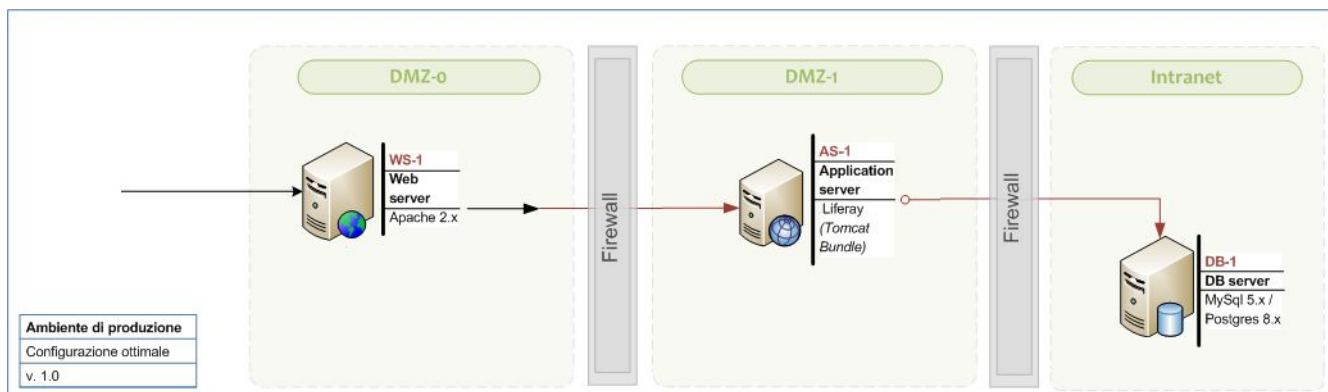 DMZ-0
WS-1
Web
server
Apache 2.x
Firewall
DMZ-1
AS-1
Application
server
Liferay
(Tomcat
Bundle)
Firewall
Intranet
DB-1
DB server
MySql 5.x /
Postgres 8.x
Ambiente di produzione
Configurazione ottimale
v. 1.0